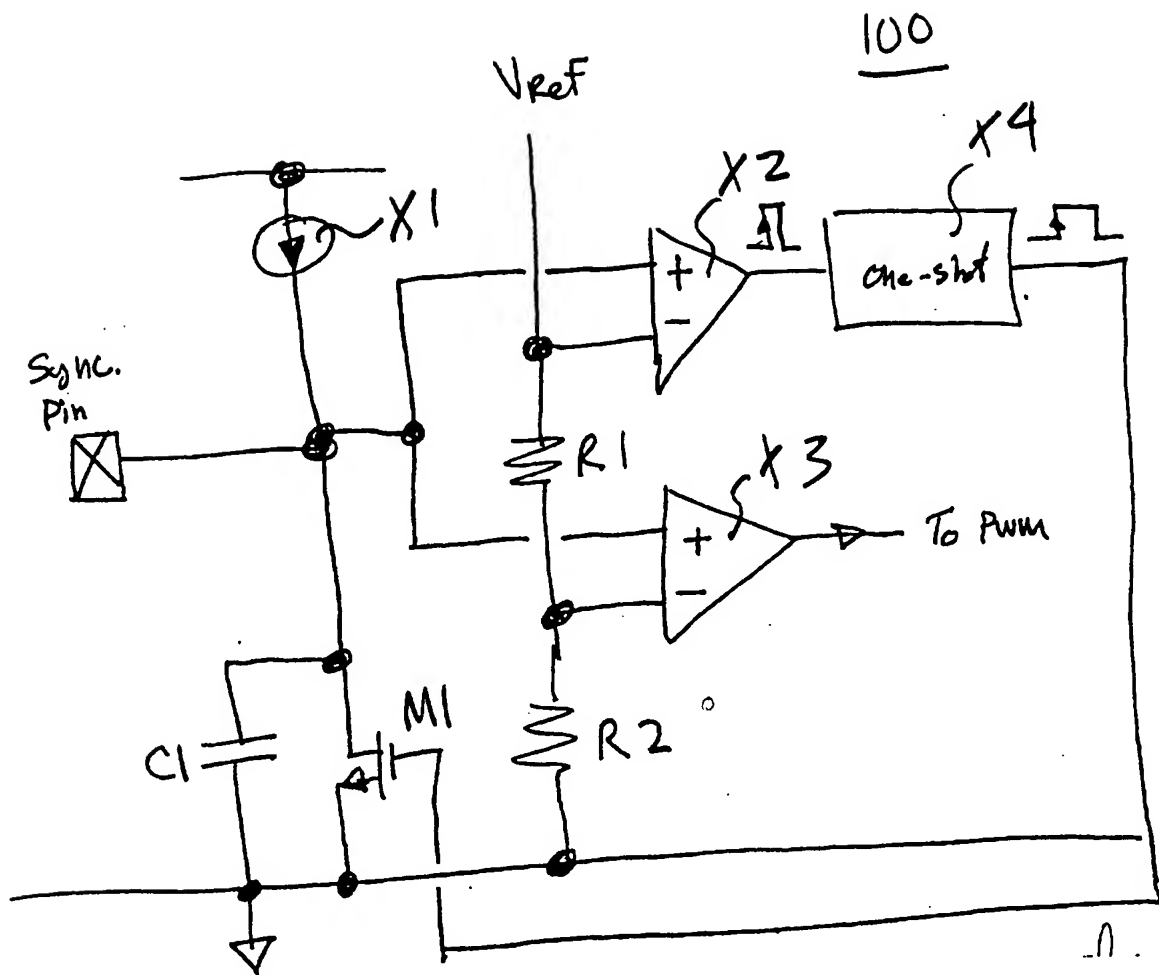 100
VRef
X4
X2
X1
+
-
one-shot
Sync.
Pin
R1
X3
+
-
To Pwm
M1
C1
R2